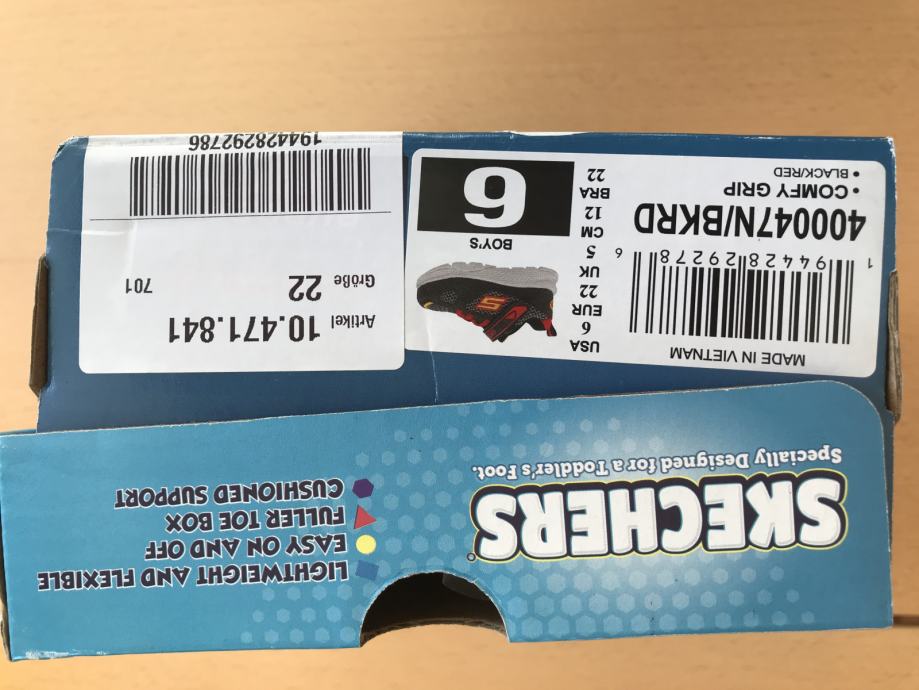 SKECHERS
Specially Designed for a Toddler's Foot.
LIGHTWEIGHT AND FLEXIBLE
EASY ON AND OFF
FULLER TOE BOX
CUSHIONED SUPPORT
MADE IN VIETNAM
1 94428 29278 6
400047N/BKRD
• COMFY GRIP
• BLACK/RED
USA
6
EUR
22
UK
5
CM
12
BRA
22
S
BOY'S
6
Artikel 10.471.841
Größe 22 701
194428292786